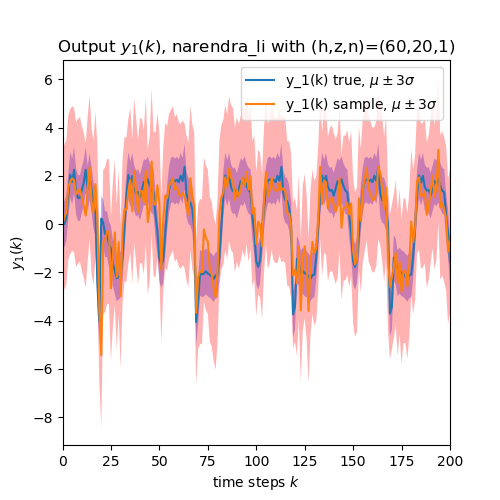 Output y₁(k), narendra_li with (h,z,n)=(60,20,1)
y_1(k) true, μ ± 3σ
y_1(k) sample, μ ± 3σ
y₁(k)
6
4
2
0
−2
−4
−6
−8
0 25 50 75 100 125 150 175 200
time steps k